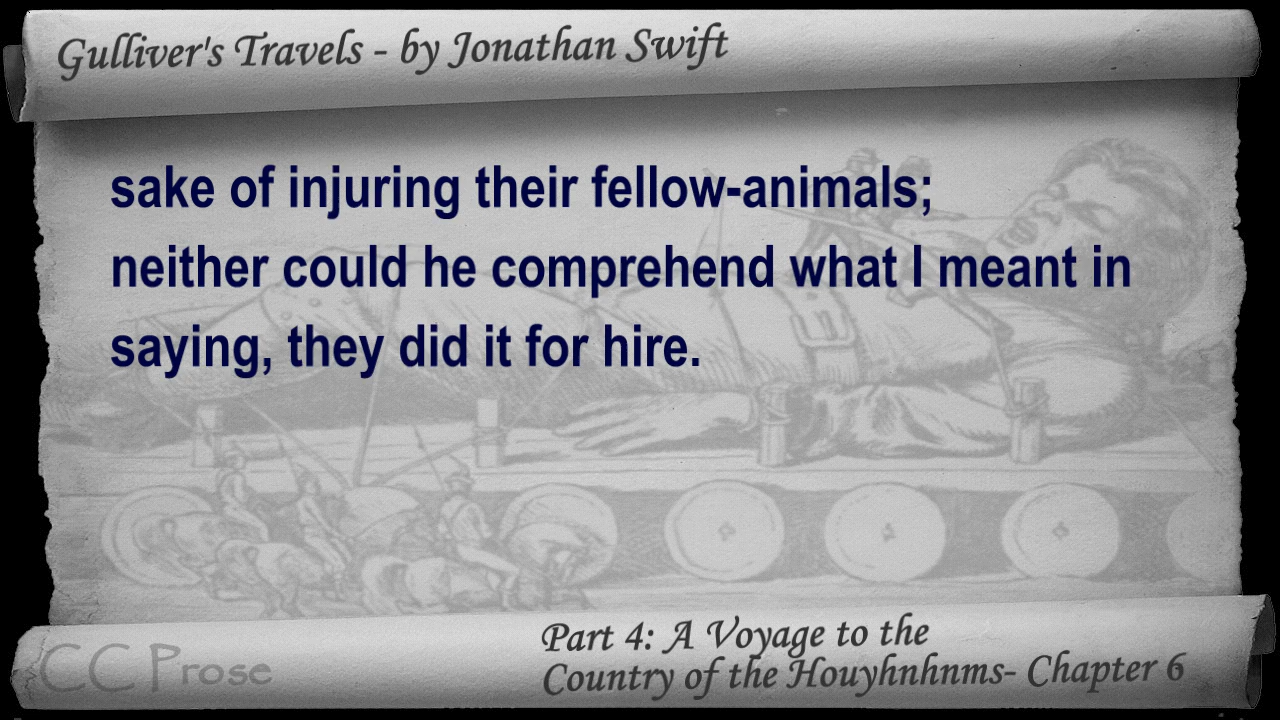 Gulliver's Travels - by Jonathan Swift
sake of injuring their fellow-animals;
neither could he comprehend what I meant in
saying, they did it for hire.
CC Prose
Part 4: A Voyage to the
Country of the Houyhnhnms- Chapter 6